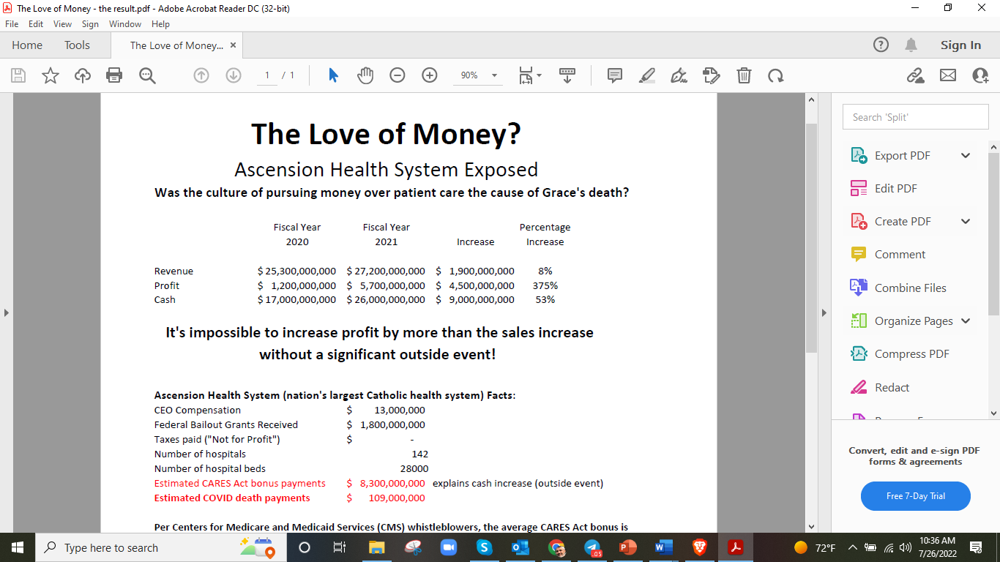 The Love of Money - the result.pdf - Adobe Acrobat Reader DC (32-bit)
File Edit View Sign Window Help
Home Tools The Love of Money... × Sign In
1 / 1 90%
The Love of Money?
Ascension Health System Exposed
Was the culture of pursuing money over patient care the cause of Grace's death?
Fiscal Year Fiscal Year Percentage
2020 2021 Increase Increase
Revenue $ 25,300,000,000 $ 27,200,000,000 $ 1,900,000,000 8%
Profit $ 1,200,000,000 $ 5,700,000,000 $ 4,500,000,000 375%
Cash $ 17,000,000,000 $ 26,000,000,000 $ 9,000,000,000 53%
It's impossible to increase profit by more than the sales increase
without a significant outside event!
Ascension Health System (nation's largest Catholic health system) Facts:
CEO Compensation $ 13,000,000
Federal Bailout Grants Received $ 1,800,000,000
Taxes paid ("Not for Profit") $ -
Number of hospitals 142
Number of hospital beds 28000
Estimated CARES Act bonus payments $ 8,300,000,000 explains cash increase (outside event)
Estimated COVID death payments $ 109,000,000
Per Centers for Medicare and Medicaid Services (CMS) whistleblowers, the average CARES Act bonus is
Search 'Split'
Export PDF
Edit PDF
Create PDF
Comment
Combine Files
Organize Pages
Compress PDF
Redact
Convert, edit and e-sign PDF
forms & agreements
Free 7-Day Trial
Type here to search
.05
72°F
10:36 AM
7/26/2022